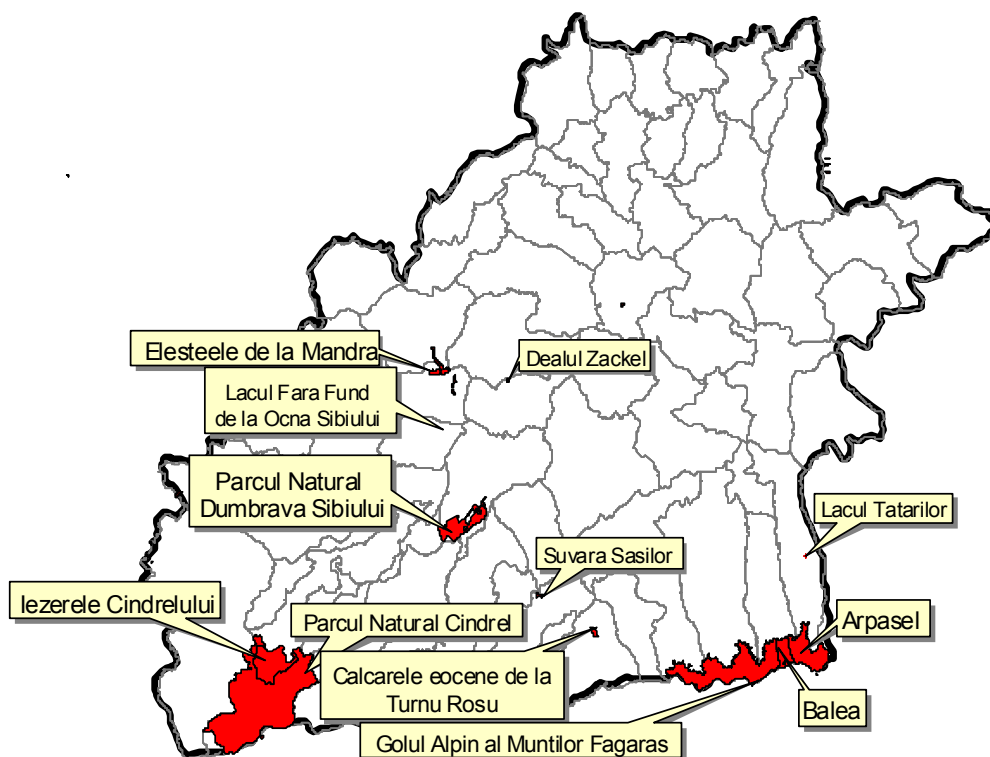 Elesteele de la Mandra
Dealul Zackel
Lacul Fara Fund
de la Ocna Sibiului
Parcul Natural
Dumbrava Sibiului
Lacul Tatarilor
Suvara Sasilor
Iezerele Cindrelului
Parcul Natural Cindrel
Arpasel
Calcarele eocene de la
Turnu Rosu
Balea
Golul Alpin al Muntilor Fagaras